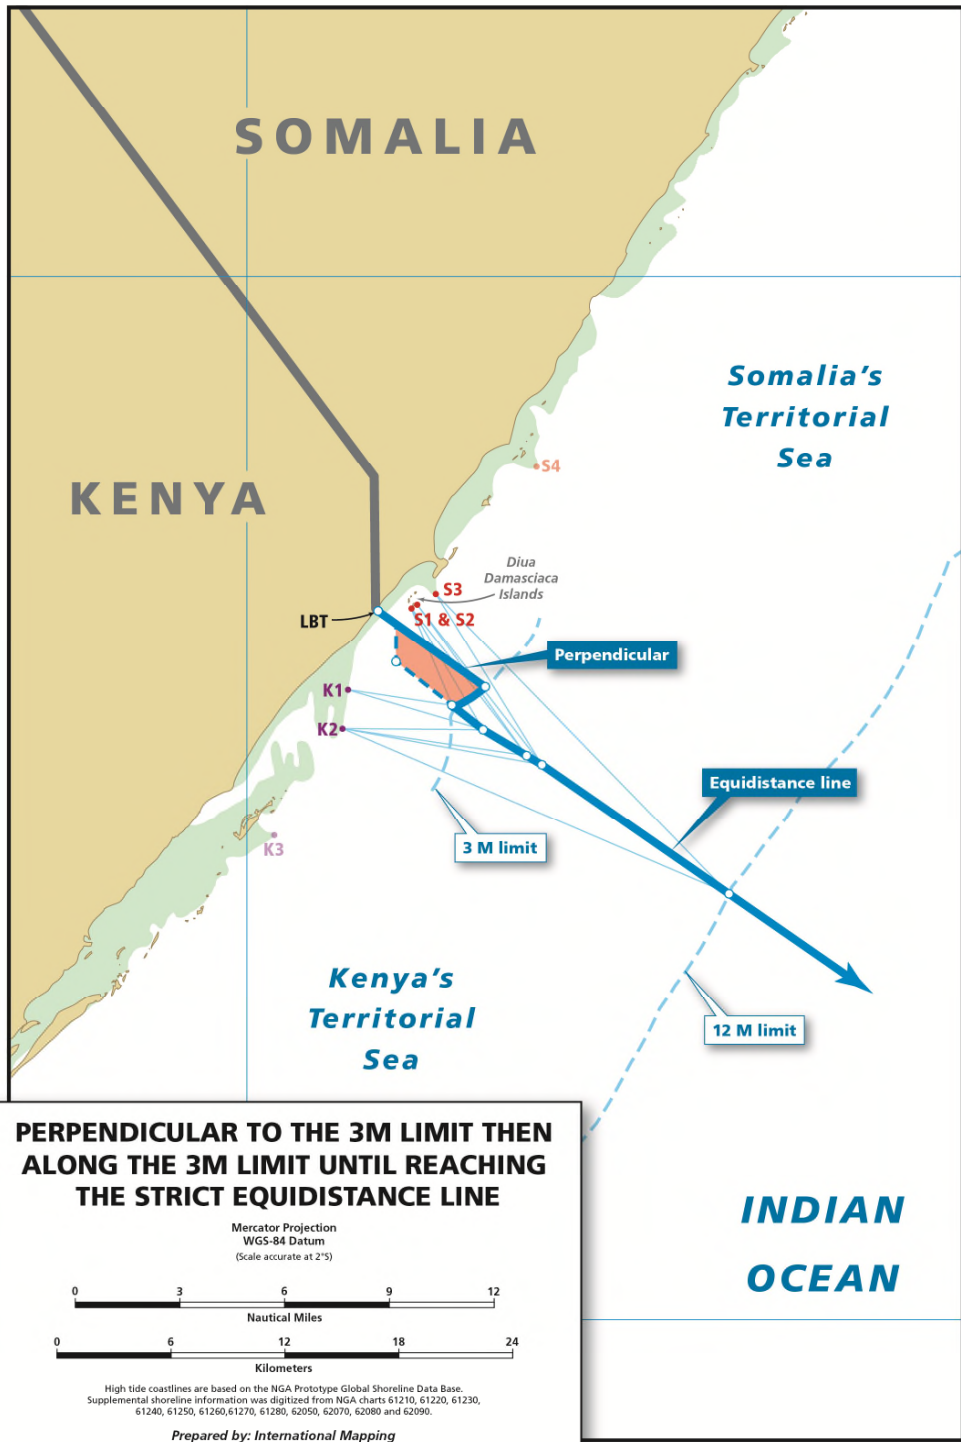 SOMALIA
Somalia's
Territorial
Sea
S4
KENYA
Diua
Damasciaca
Islands
S3
LBT
S1 & S2
Perpendicular
K1
K2
Equidistance line
3 M limit
K3
Kenya's
Territorial
Sea
12 M limit
INDIAN
OCEAN
PERPENDICULAR TO THE 3M LIMIT THEN
ALONG THE 3M LIMIT UNTIL REACHING
THE STRICT EQUIDISTANCE LINE
Mercator Projection
WGS-84 Datum
(Scale accurate at 2°S)
0 3 6 9 12
Nautical Miles
0 6 12 18 24
Kilometers
High tide coastlines are based on the NGA Prototype Global Shoreline Data Base.
Supplemental shoreline information was digitized from NGA charts 61210, 61220, 61230,
61240, 61250, 61260,61270, 61280, 62050, 62070, 62080 and 62090.
Prepared by: International Mapping